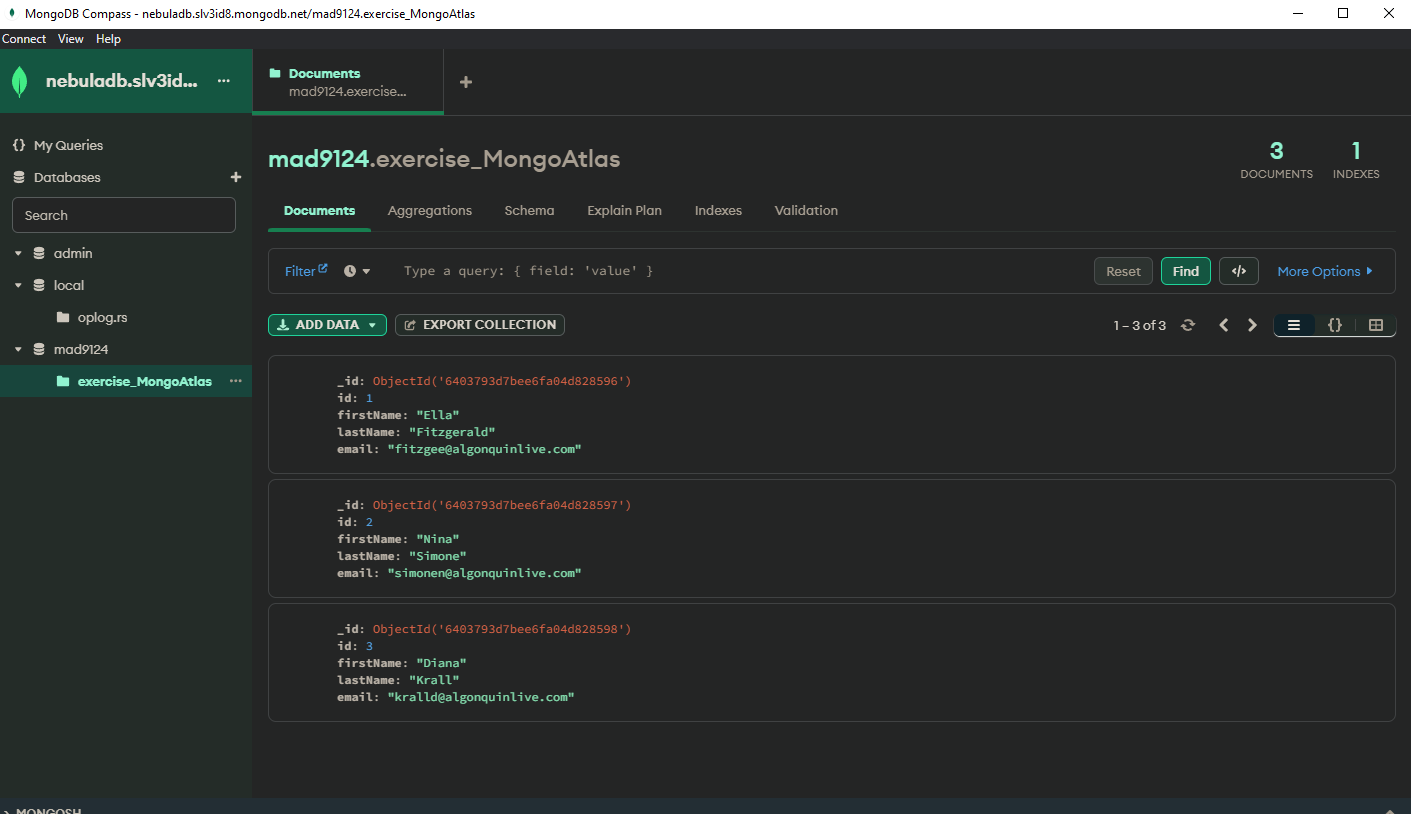 MongoDB Compass - nebuladb.slv3id8.mongodb.net/mad9124.exercise_MongoAtlas
Connect View Help
nebuladb.slv3id... ...
Documents
mad9124.exercise...
+
{} My Queries
Databases +
Search
admin
local
oplog.rs
mad9124
exercise_MongoAtlas ...
mad9124.exercise_MongoAtlas
3
DOCUMENTS
1
INDEXES
Documents Aggregations Schema Explain Plan Indexes Validation
Filter Type a query: { field: 'value' } Reset Find </> More Options
ADD DATA EXPORT COLLECTION 1 – 3 of 3 {}
_id: ObjectId('6403793d7bee6fa04d828596')
id: 1
firstName: "Ella"
lastName: "Fitzgerald"
email: "fitzgee@algonquinlive.com"
_id: ObjectId('6403793d7bee6fa04d828597')
id: 2
firstName: "Nina"
lastName: "Simone"
email: "simonen@algonquinlive.com"
_id: ObjectId('6403793d7bee6fa04d828598')
id: 3
firstName: "Diana"
lastName: "Krall"
email: "kralld@algonquinlive.com"
>_MONGOSH